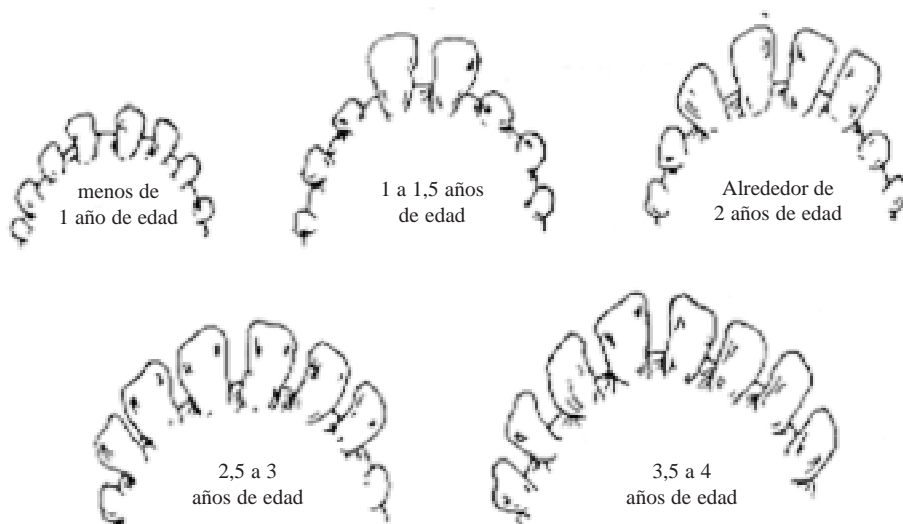 menos de
1 año de edad
1 a 1,5 años
de edad
Alrededor de
2 años de edad
2,5 a 3
años de edad
3,5 a 4
años de edad